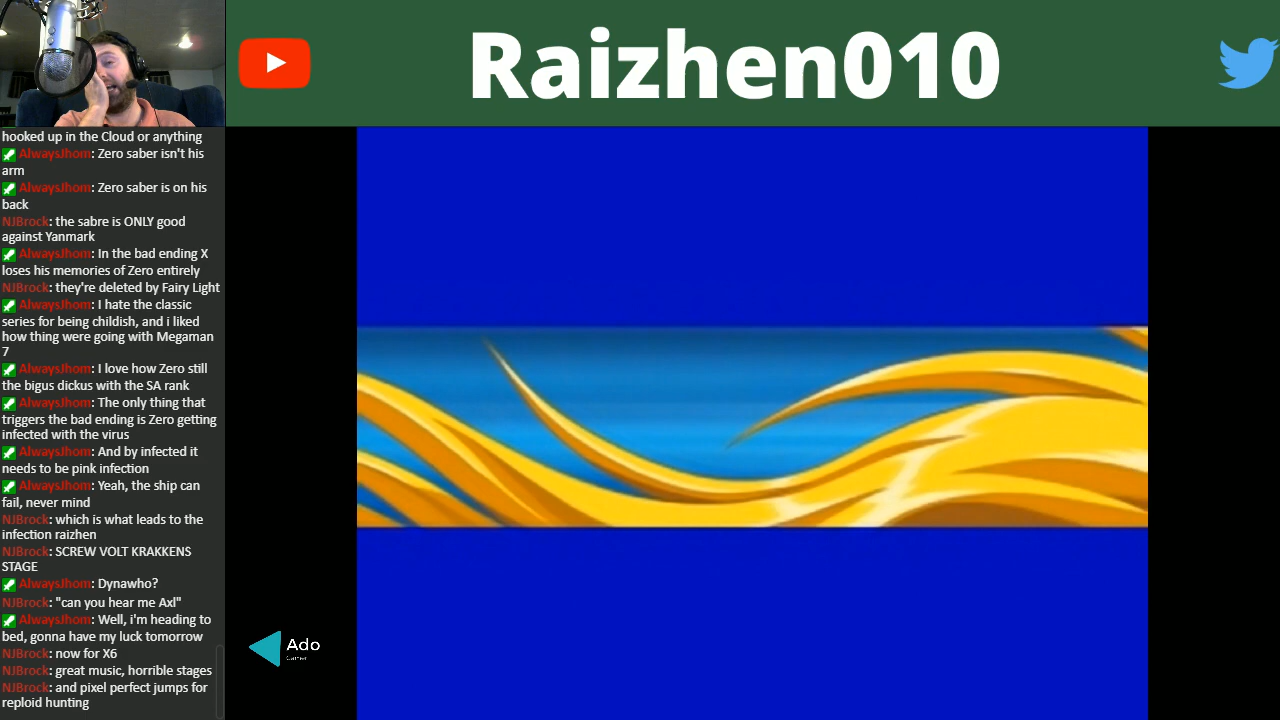 Raizhen010
hooked up in the Cloud or anything
AlwaysJhom: Zero saber isn't his
arm
AlwaysJhom: Zero saber is on his
back
NJBrock: the sabre is ONLY good
against Yanmark
AlwaysJhom: In the bad ending X
loses his memories of Zero entirely
NJBrock: they're deleted by Fairy Light
AlwaysJhom: I hate the classic
series for being childish, and i liked
how thing were going with Megaman
7
AlwaysJhom: I love how Zero still
the bigus dickus with the SA rank
AlwaysJhom: The only thing that
triggers the bad ending is Zero getting
infected with the virus
AlwaysJhom: And by infected it
needs to be pink infection
AlwaysJhom: Yeah, the ship can
fail, never mind
NJBrock: which is what leads to the
infection raizhen
NJBrock: SCREW VOLT KRAKKENS
STAGE
AlwaysJhom: Dynawho?
NJBrock: "can you hear me Axl"
AlwaysJhom: Well, i'm heading to
bed, gonna have my luck tomorrow
NJBrock: now for X6
NJBrock: great music, horrible stages
NJBrock: and pixel perfect jumps for
reploid hunting
Ado